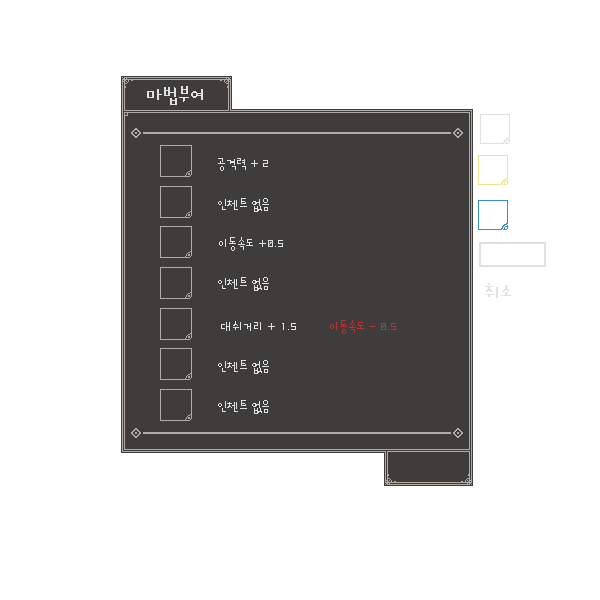 마법부여
공격력 + 2
인첸트 없음
이동속도 +0.5
인첸트 없음
대쉬거리 + 1.5 이동속도 - 0.5
인첸트 없음
인첸트 없음
취소